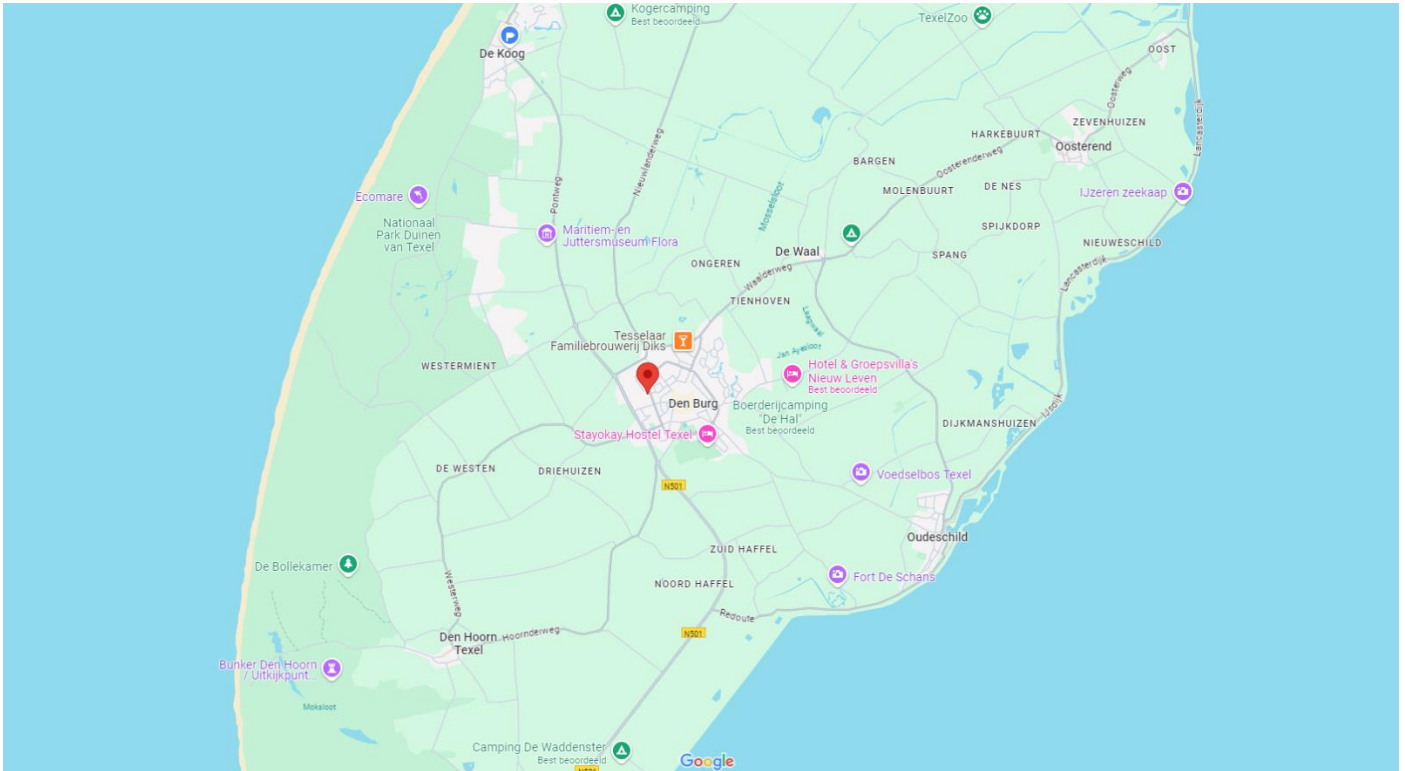 Kogercamping
Best beoordeeld
TexelZoo
De Koog
OOST
Oosterweg
Lancasterdijk
ZEVENHUIZEN
HARKEBUURT
Oosterend
Nieuwlanderweg
BARGEN
Oosterenderweg
Pontweg
MOLENBUURT
DE NES
IJzeren zeekaap
Ecomare
Mosselsloot
Nationaal
Park Duinen
van Texel
Maritiem- en
Juttersmuseum Flora
SPIJKDORP
NIEUWESCHILD
De Waal
SPANG
ONGEREN
Waalderweg
Lancasterdijk
TIENHOVEN
Laagwaal
Tesselaar
Familiebrouwerij Diks
Jan Ayesloot
WESTERMIENT
Hotel & Groepsvilla's
Nieuw Leven
Best beoordeeld
Den Burg
Boerderijcamping
"De Hal"
Best beoordeeld
IJsdijk
DIJKMANSHUIZEN
Stayokay Hostel Texel
DE WESTEN
DRIEHUIZEN
Voedselbos Texel
N501
Oudeschild
ZUID HAFFEL
De Bollekamer
NOORD HAFFEL
Fort De Schans
Westerweg
Redoute
Den Hoorn
Texel
Hoornderweg
N501
Bunker Den Hoorn
/ Uitkijkpunt...
Moksloot
Camping De Waddenster
Best beoordeeld
Google
N501